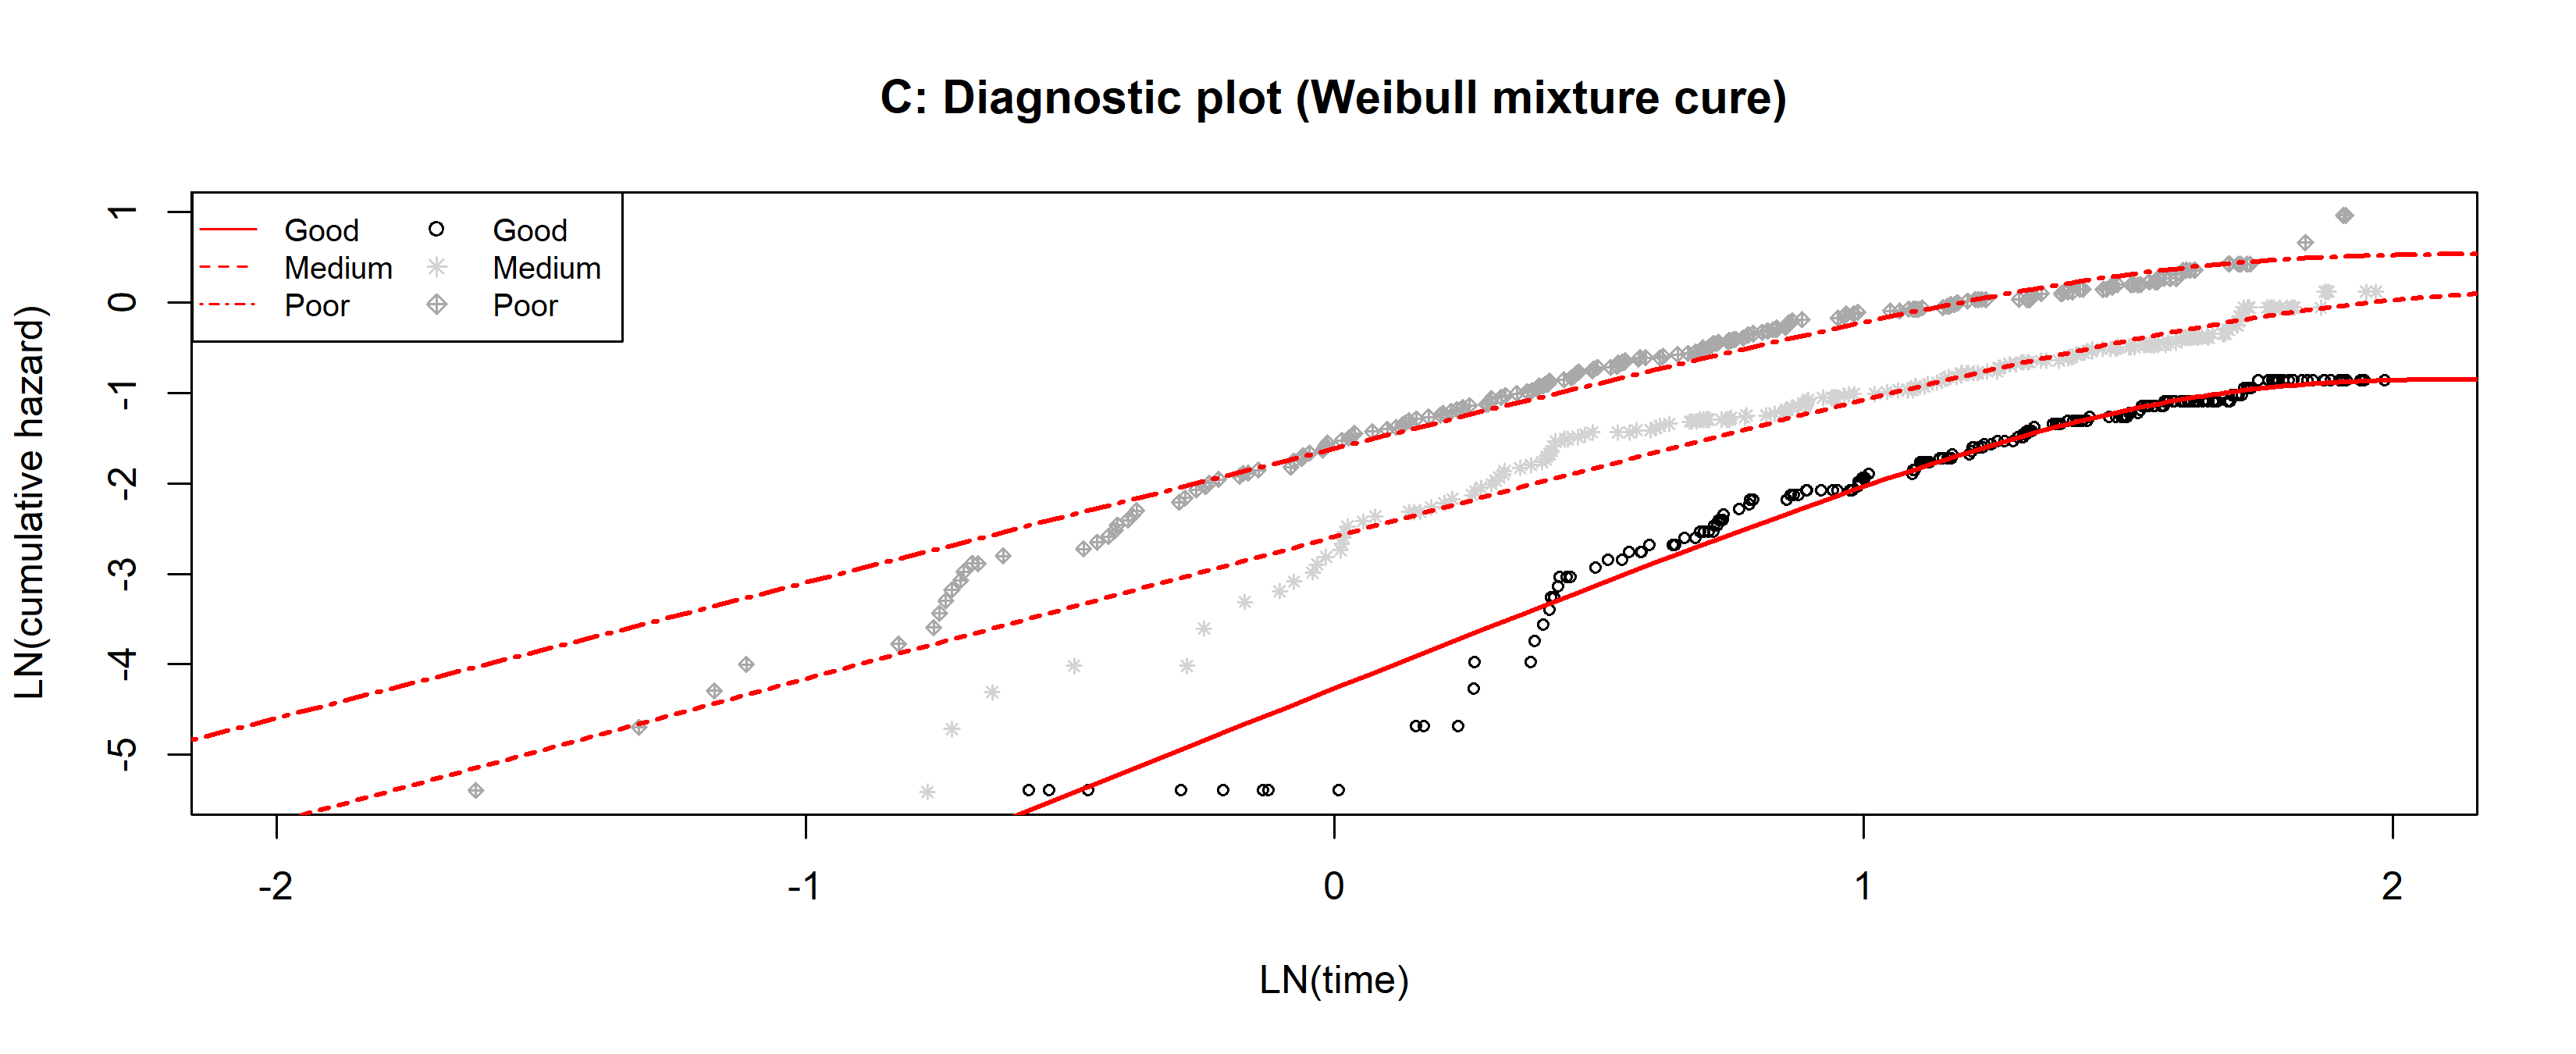 C: Diagnostic plot (Weibull mixture cure)
LN(cumulative hazard)
1
0
-1
-2
-3
-4
-5
Good Good
Medium Medium
Poor Poor
-2 -1 0 1 2
LN(time)